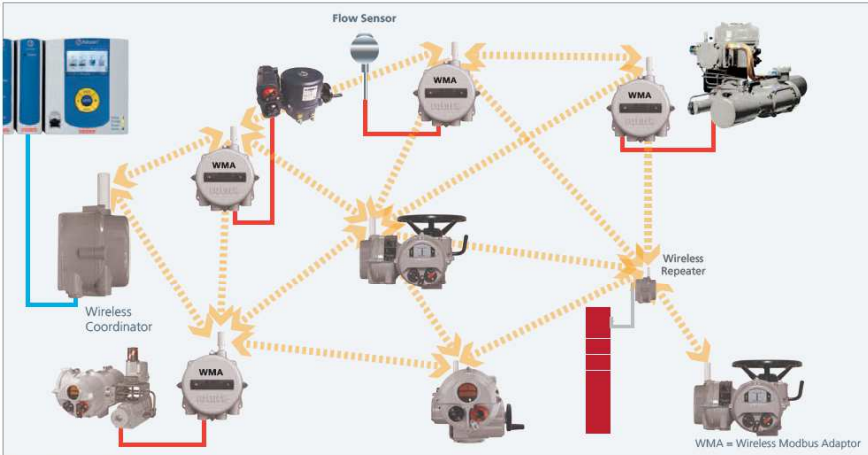 Flow Sensor
WMA
WMA
WMA
Wireless
Repeater
Wireless
Coordinator
WMA
WMA = Wireless Modbus Adaptor